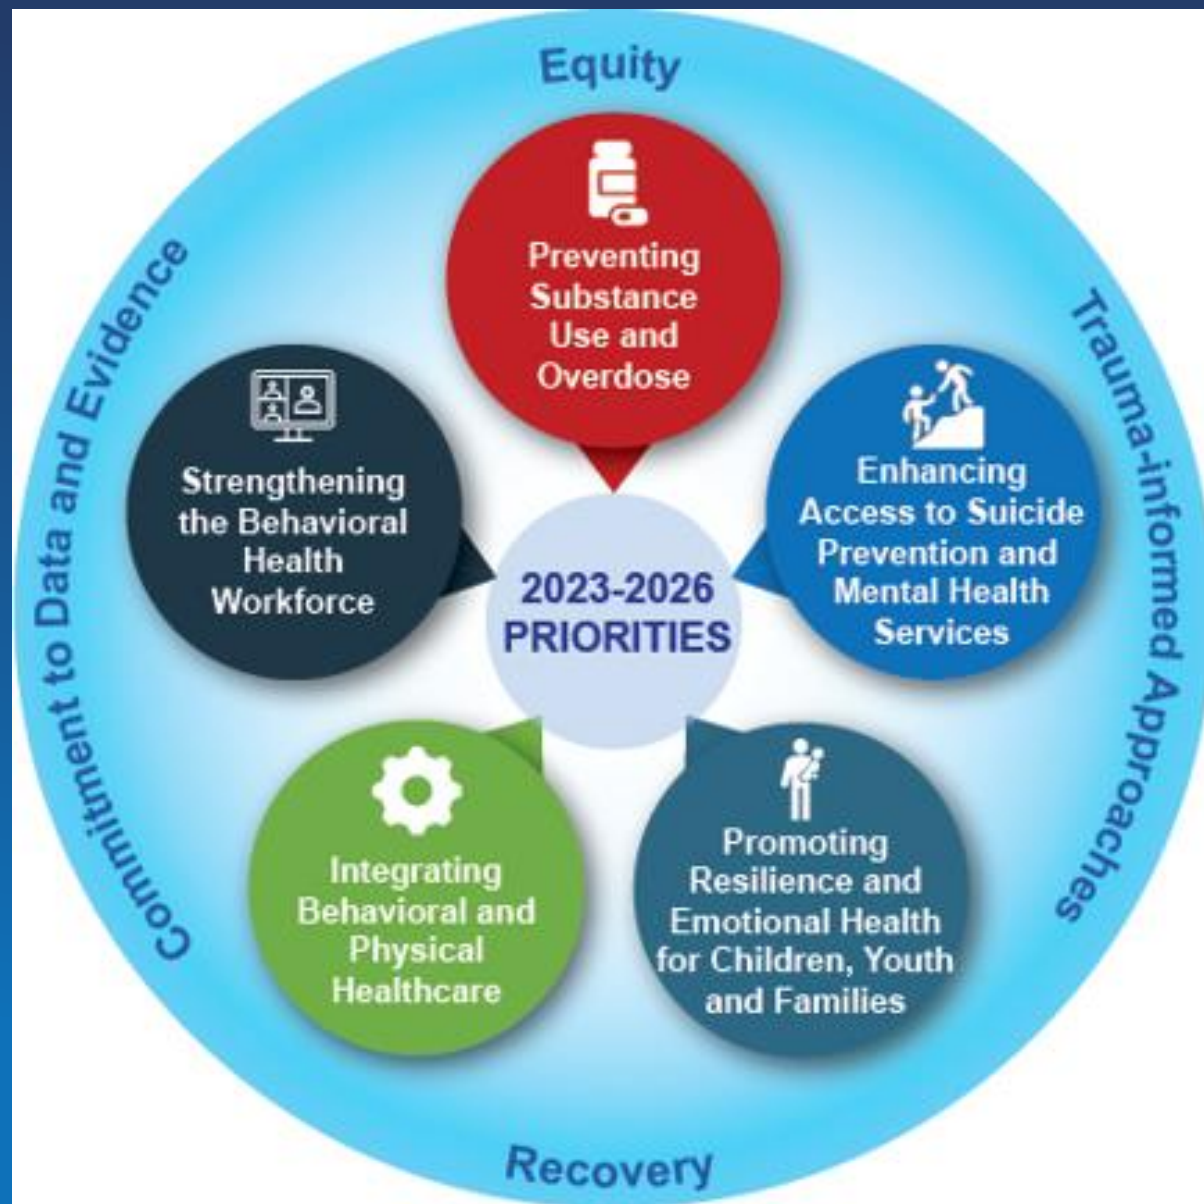 Equity
Preventing
Substance
Use and
Overdose
Trauma-informed Approaches
Enhancing
Access to Suicide
Prevention and
Mental Health
Services
Commitment to Data and Evidence
Strengthening
the Behavioral
Health
Workforce
2023-2026
PRIORITIES
Integrating
Behavioral and
Physical
Healthcare
Promoting
Resilience and
Emotional Health
for Children, Youth
and Families
Recovery